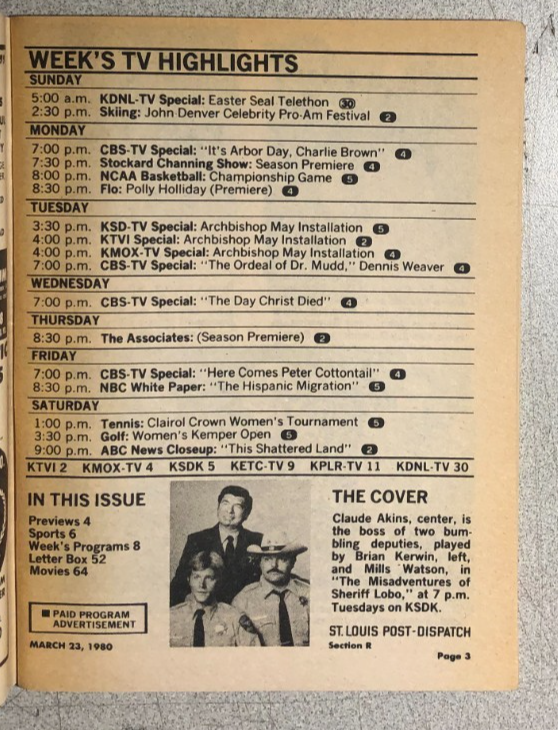 WEEK'S TV HIGHLIGHTS
SUNDAY
5:00 a.m. KDNL-TV Special: Easter Seal Telethon 30
2:30 p.m. Skiing: John Denver Celebrity Pro-Am Festival 2
MONDAY
7:00 p.m. CBS-TV Special: "It's Arbor Day, Charlie Brown" 4
7:30 p.m. Stockard Channing Show: Season Premiere 4
8:00 p.m. NCAA Basketball: Championship Game 5
8:30 p.m. Flo: Polly Holliday (Premiere) 4
TUESDAY
3:30 p.m. KSD-TV Special: Archbishop May Installation 5
4:00 p.m. KTVI Special: Archbishop May Installation 2
4:00 p.m. KMOX-TV Special: Archbishop May Installation 4
7:00 p.m. CBS-TV Special: "The Ordeal of Dr. Mudd," Dennis Weaver 4
WEDNESDAY
7:00 p.m. CBS-TV Special: "The Day Christ Died" 4
THURSDAY
8:30 p.m. The Associates: (Season Premiere) 2
FRIDAY
7:00 p.m. CBS-TV Special: "Here Comes Peter Cottontail" 4
8:30 p.m. NBC White Paper: "The Hispanic Migration" 5
SATURDAY
1:00 p.m. Tennis: Clairol Crown Women's Tournament 5
3:30 p.m. Golf: Women's Kemper Open 5
9:00 p.m. ABC News Closeup: "This Shattered Land" 2
KTVI 2 KMOX-TV 4 KSDK 5 KETC-TV 9 KPLR-TV 11 KDNL-TV 30
IN THIS ISSUE
Previews 4
Sports 6
Week's Programs 8
Letter Box 52
Movies 64
PAID PROGRAM
ADVERTISEMENT
MARCH 23, 1980
THE COVER
Claude Akins, center, is
the boss of two bum-
bling deputies, played
by Brian Kerwin, left,
and Mills Watson, in
"The Misadventures of
Sheriff Lobo," at 7 p.m.
Tuesdays on KSDK.
ST. LOUIS POST-DISPATCH
Section R
Page 3